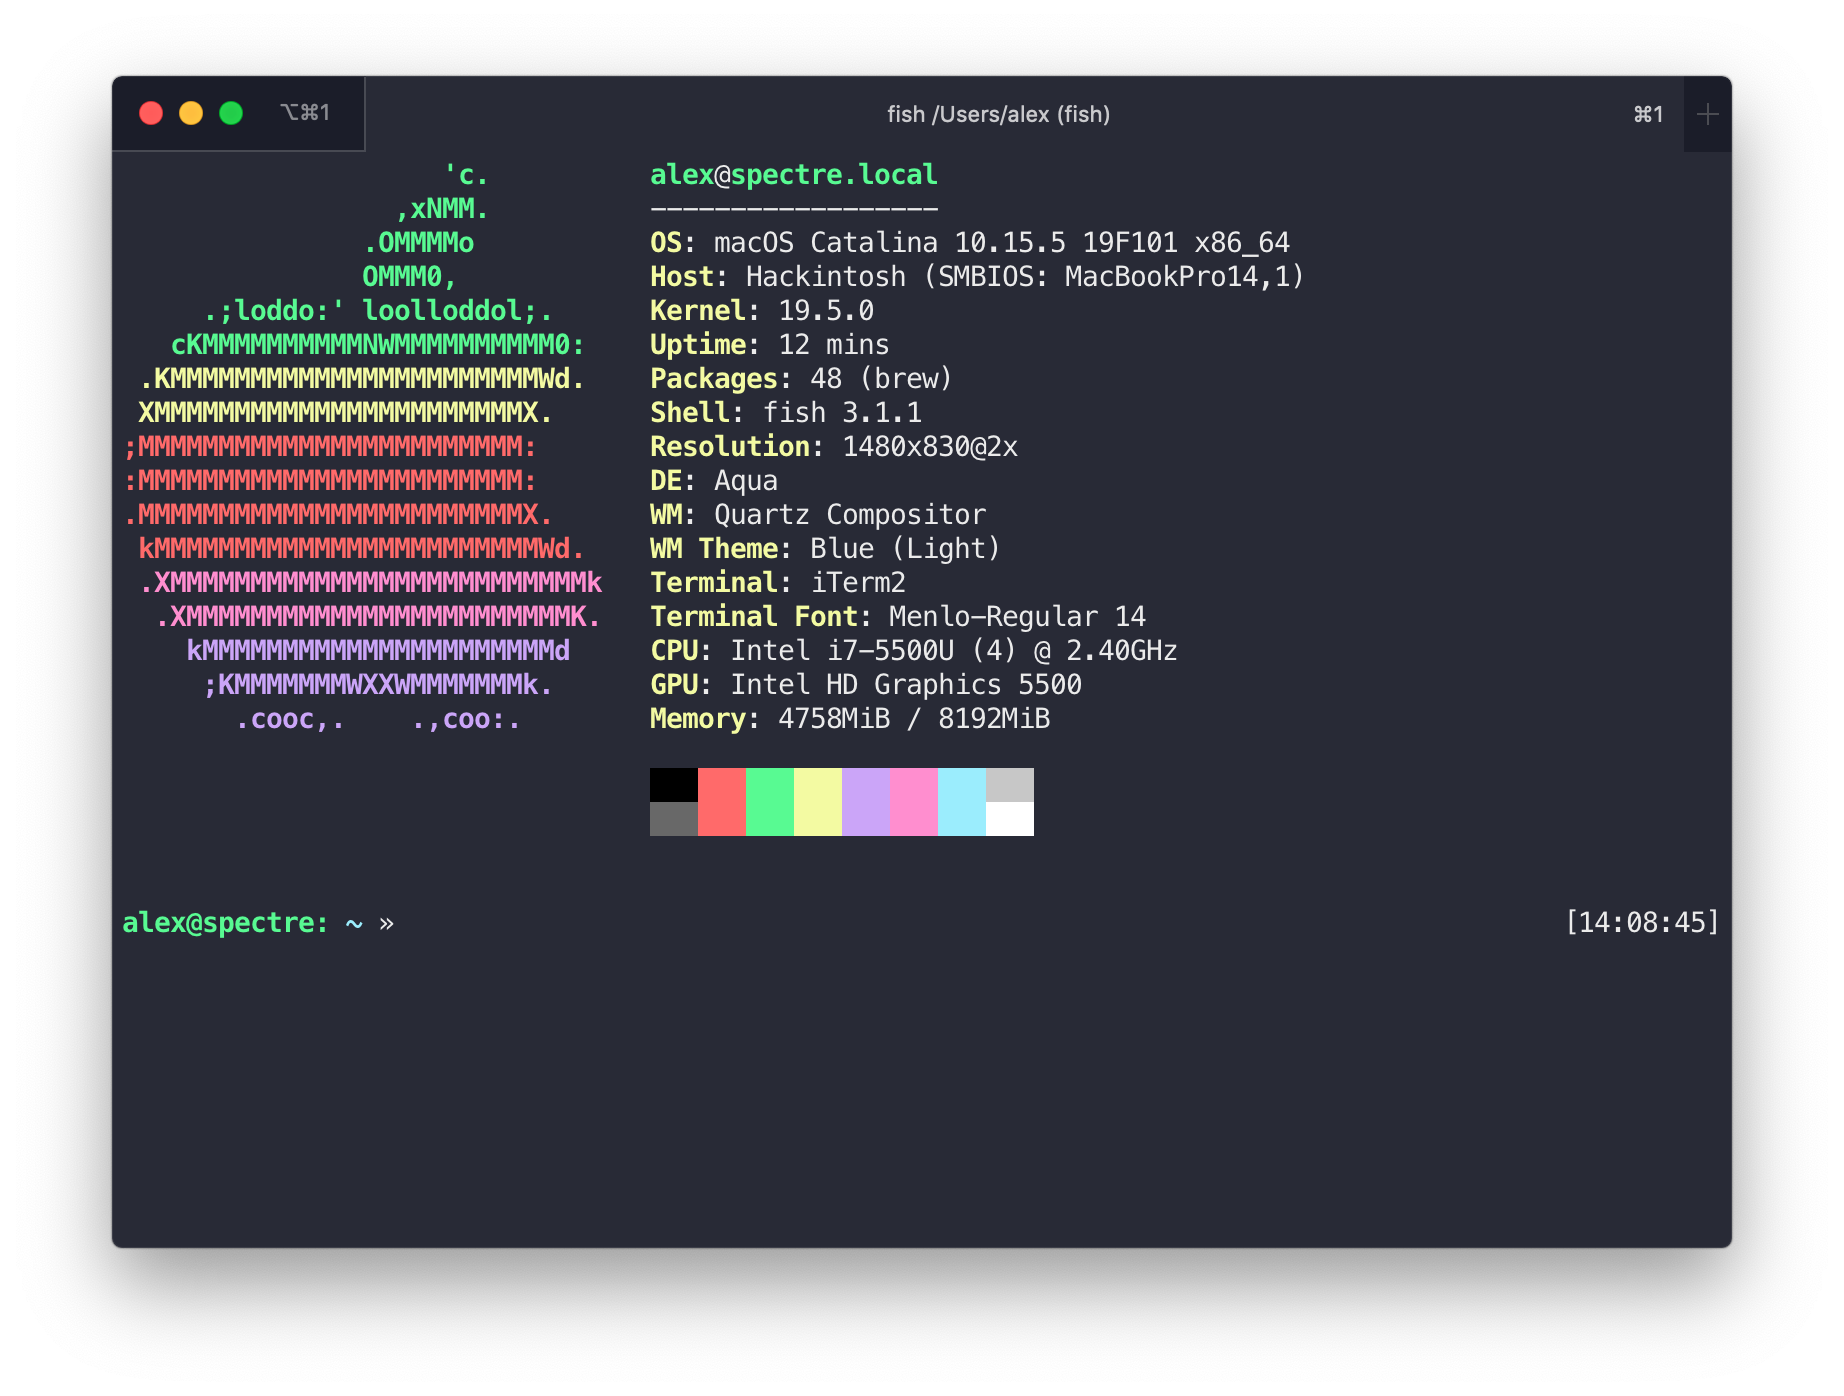 ⌥⌘1 fish /Users/alex (fish) ⌘1 +
'c. alex@spectre.local
,xNMM. ------------------
.OMMMMo OS: macOS Catalina 10.15.5 19F101 x86_64
OMMM0, Host: Hackintosh (SMBIOS: MacBookPro14,1)
.;loddo:' loolloddol;. Kernel: 19.5.0
cKMMMMMMMMMMNWMMMMMMMMMM0: Uptime: 12 mins
.KMMMMMMMMMMMMMMMMMMMMMMMWd. Packages: 48 (brew)
XMMMMMMMMMMMMMMMMMMMMMMMX. Shell: fish 3.1.1
;MMMMMMMMMMMMMMMMMMMMMMMM: Resolution: 1480x830@2x
:MMMMMMMMMMMMMMMMMMMMMMMM: DE: Aqua
.MMMMMMMMMMMMMMMMMMMMMMMMX. WM: Quartz Compositor
kMMMMMMMMMMMMMMMMMMMMMMMMWd. WM Theme: Blue (Light)
.XMMMMMMMMMMMMMMMMMMMMMMMMMMk Terminal: iTerm2
.XMMMMMMMMMMMMMMMMMMMMMMMMK. Terminal Font: Menlo-Regular 14
kMMMMMMMMMMMMMMMMMMMMMMd CPU: Intel i7-5500U (4) @ 2.40GHz
;KMMMMMMMWXXWMMMMMMMk. GPU: Intel HD Graphics 5500
.cooc,. .,coo:. Memory: 4758MiB / 8192MiB
alex@spectre: ~ » [14:08:45]